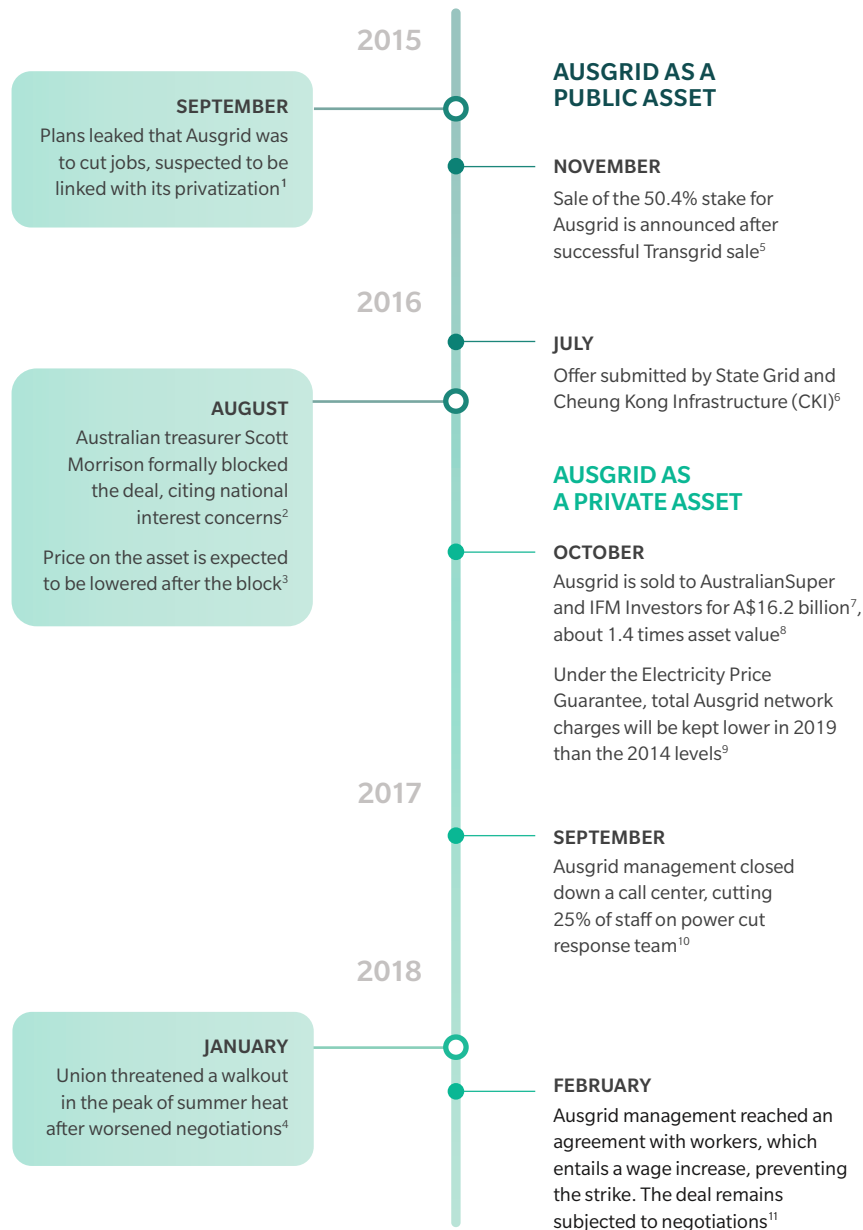 2015
AUSGRID AS A
PUBLIC ASSET
SEPTEMBER
Plans leaked that Ausgrid was
to cut jobs, suspected to be
linked with its privatization¹
NOVEMBER
Sale of the 50.4% stake for
Ausgrid is announced after
successful Transgrid sale⁵
2016
JULY
Offer submitted by State Grid and
Cheung Kong Infrastructure (CKI)⁶
AUGUST
Australian treasurer Scott
Morrison formally blocked
the deal, citing national
interest concerns²
Price on the asset is expected
to be lowered after the block³
AUSGRID AS
A PRIVATE ASSET
OCTOBER
Ausgrid is sold to AustralianSuper
and IFM Investors for A$16.2 billion⁷,
about 1.4 times asset value⁸
Under the Electricity Price
Guarantee, total Ausgrid network
charges will be kept lower in 2019
than the 2014 levels⁹
2017
SEPTEMBER
Ausgrid management closed
down a call center, cutting
25% of staff on power cut
response team¹⁰
2018
JANUARY
Union threatened a walkout
in the peak of summer heat
after worsened negotiations⁴
FEBRUARY
Ausgrid management reached an
agreement with workers, which
entails a wage increase, preventing
the strike. The deal remains
subjected to negotiations¹¹